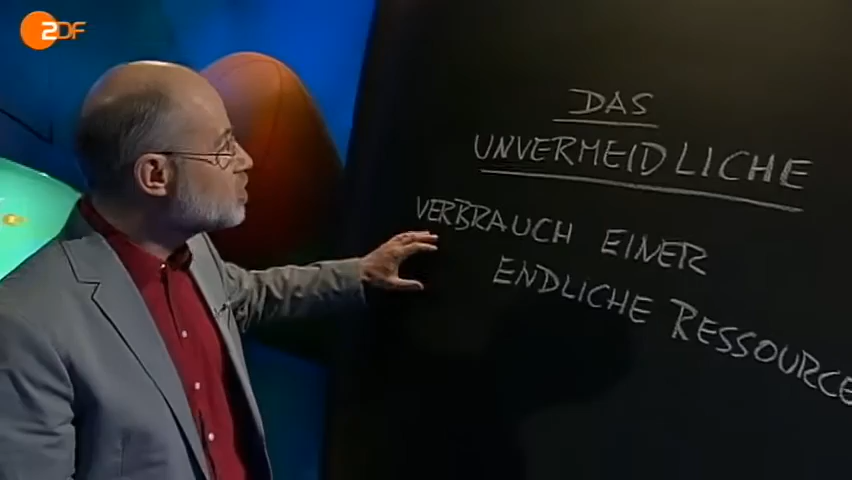 ZDF
DAS
UNVERMEIDLICHE
VERBRAUCH EINER
ENDLICHE RESSOURCE